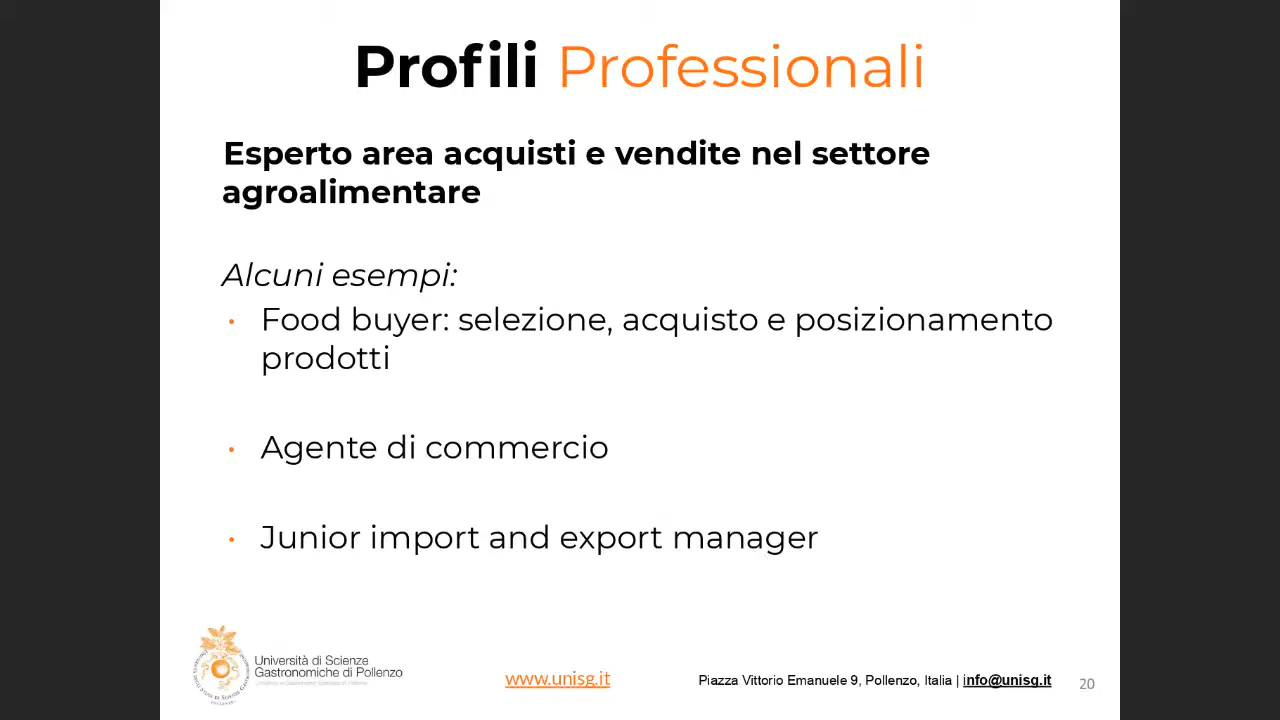 Profili Professionali
Esperto area acquisti e vendite nel settore
agroalimentare
Alcuni esempi:
• Food buyer: selezione, acquisto e posizionamento
prodotti
• Agente di commercio
• Junior import and export manager
Università di Scienze
Gastronomiche di Pollenzo
www.unisg.it
Piazza Vittorio Emanuele 9, Pollenzo, Italia | info@unisg.it
20